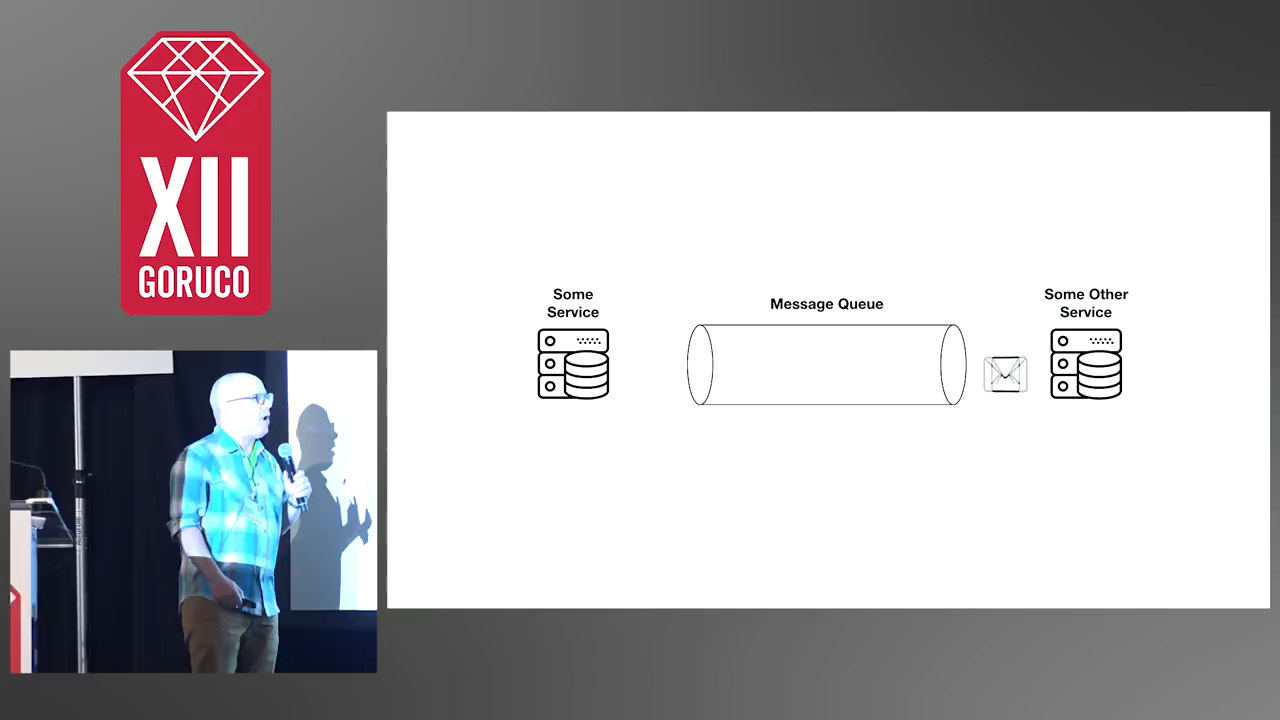 XII
GORUCO
Some
Service
Message Queue
Some Other
Service